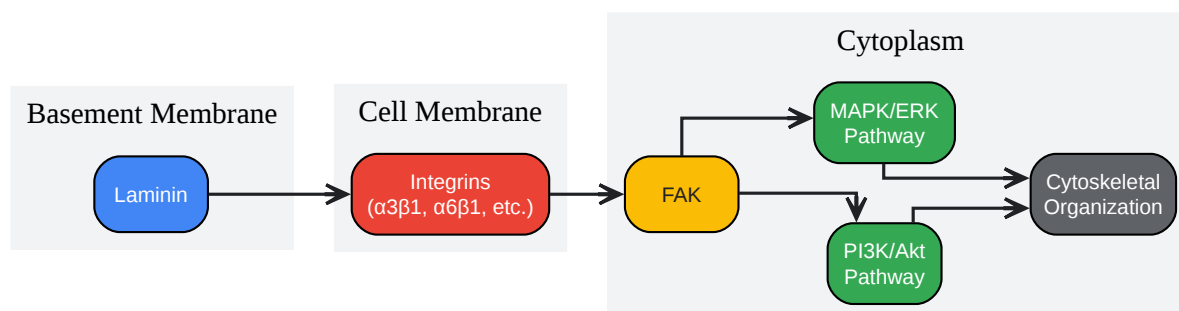 Basement Membrane
Laminin
Cell Membrane
Integrins
(α3β1, α6β1, etc.)
Cytoplasm
FAK
MAPK/ERK
Pathway
PI3K/Akt
Pathway
Cytoskeletal
Organization